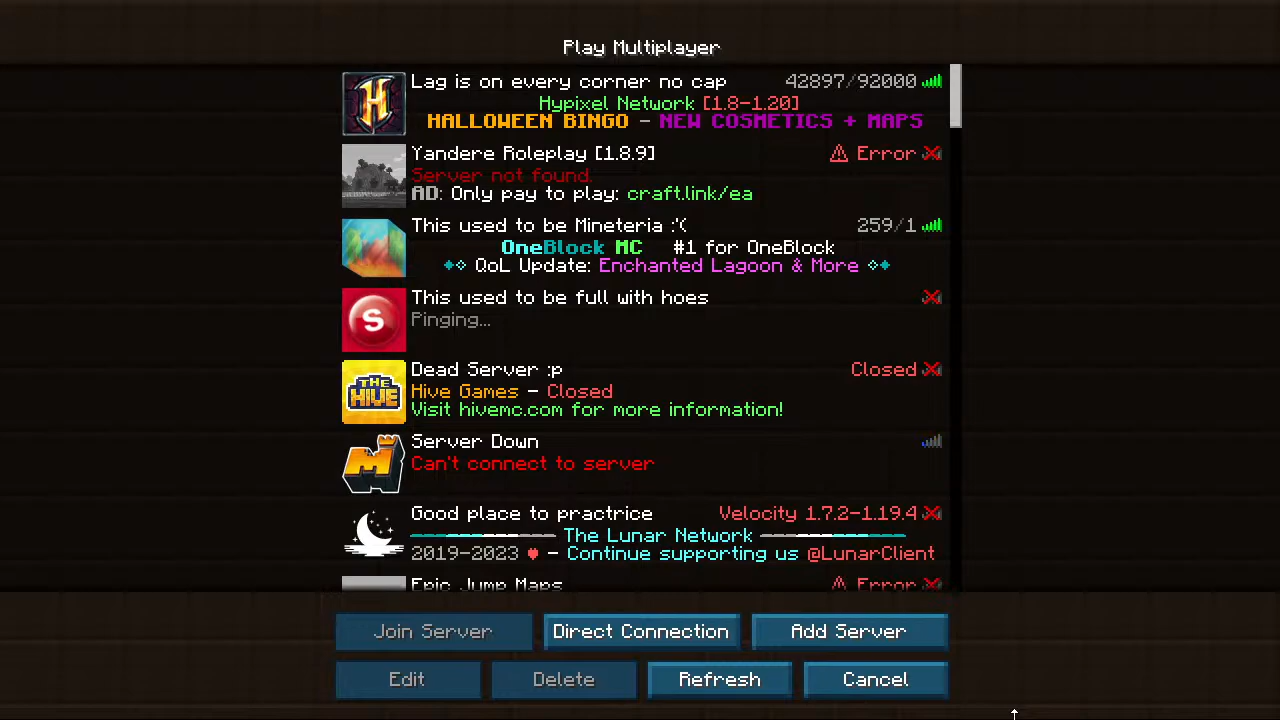 Play Multiplayer
Lag is on every corner no cap 42897/92000
Hypixel Network [1.8-1.20]
HALLOWEEN BINGO - NEW COSMETICS + MAPS
Yandere Roleplay [1.8.9] Error
Server not found.
AD: Only pay to play: craft.link/ea
This used to be Mineteria :'( 259/1
OneBlock MC #1 for OneBlock
QoL Update: Enchanted Lagoon & More
This used to be full with hoes
S
Pinging...
Dead Server :p Closed
THE HIVE
Hive Games - Closed
Visit hivemc.com for more information!
Server Down
Can't connect to server
Good place to practrice Velocity 1.7.2-1.19.4
The Lunar Network
2019-2023 ♥ - Continue supporting us @LunarClient
Epic Jump Maps Error
Join Server Direct Connection Add Server
Edit Delete Refresh Cancel